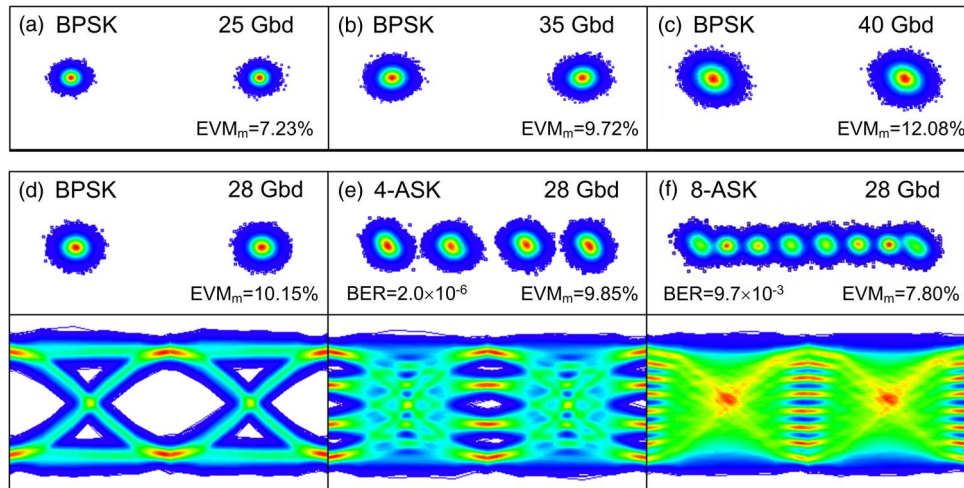 (a) BPSK 25 Gbd
EVMₘ=7.23%
(b) BPSK 35 Gbd
EVMₘ=9.72%
(c) BPSK 40 Gbd
EVMₘ=12.08%
(d) BPSK 28 Gbd
EVMₘ=10.15%
(e) 4-ASK 28 Gbd
BER=2.0×10⁻⁶ EVMₘ=9.85%
(f) 8-ASK 28 Gbd
BER=9.7×10⁻³ EVMₘ=7.80%